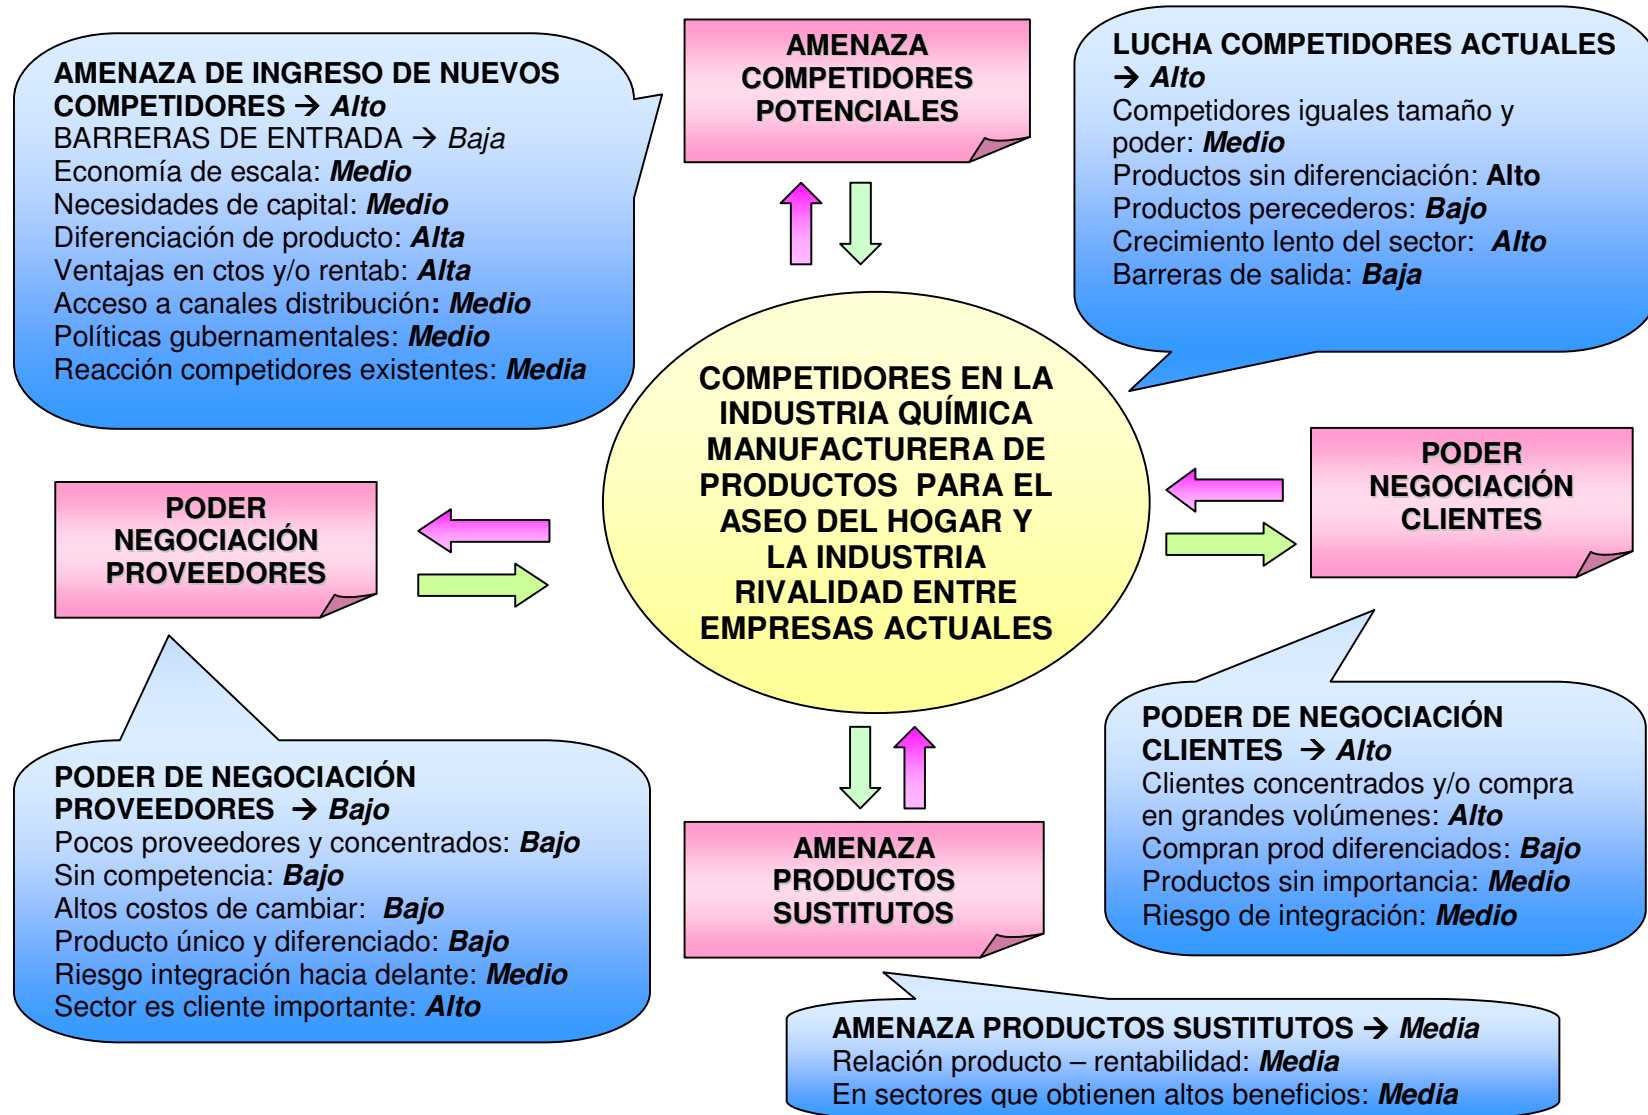 AMENAZA DE INGRESO DE NUEVOS
COMPETIDORES → Alto
BARRERAS DE ENTRADA → Baja
Economía de escala: Medio
Necesidades de capital: Medio
Diferenciación de producto: Alta
Ventajas en ctos y/o rentab: Alta
Acceso a canales distribución: Medio
Políticas gubernamentales: Medio
Reacción competidores existentes: Media
AMENAZA
COMPETIDORES
POTENCIALES
LUCHA COMPETIDORES ACTUALES
→ Alto
Competidores iguales tamaño y
poder: Medio
Productos sin diferenciación: Alto
Productos perecederos: Bajo
Crecimiento lento del sector: Alto
Barreras de salida: Baja
COMPETIDORES EN LA
INDUSTRIA QUÍMICA
MANUFACTURERA DE
PRODUCTOS PARA EL
ASEO DEL HOGAR Y
LA INDUSTRIA
RIVALIDAD ENTRE
EMPRESAS ACTUALES
PODER
NEGOCIACIÓN
PROVEEDORES
PODER
NEGOCIACIÓN
CLIENTES
PODER DE NEGOCIACIÓN
PROVEEDORES → Bajo
Pocos proveedores y concentrados: Bajo
Sin competencia: Bajo
Altos costos de cambiar: Bajo
Producto único y diferenciado: Bajo
Riesgo integración hacia delante: Medio
Sector es cliente importante: Alto
AMENAZA
PRODUCTOS
SUSTITUTOS
PODER DE NEGOCIACIÓN
CLIENTES → Alto
Clientes concentrados y/o compra
en grandes volúmenes: Alto
Compran prod diferenciados: Bajo
Productos sin importancia: Medio
Riesgo de integración: Medio
AMENAZA PRODUCTOS SUSTITUTOS → Media
Relación producto – rentabilidad: Media
En sectores que obtienen altos beneficios: Media